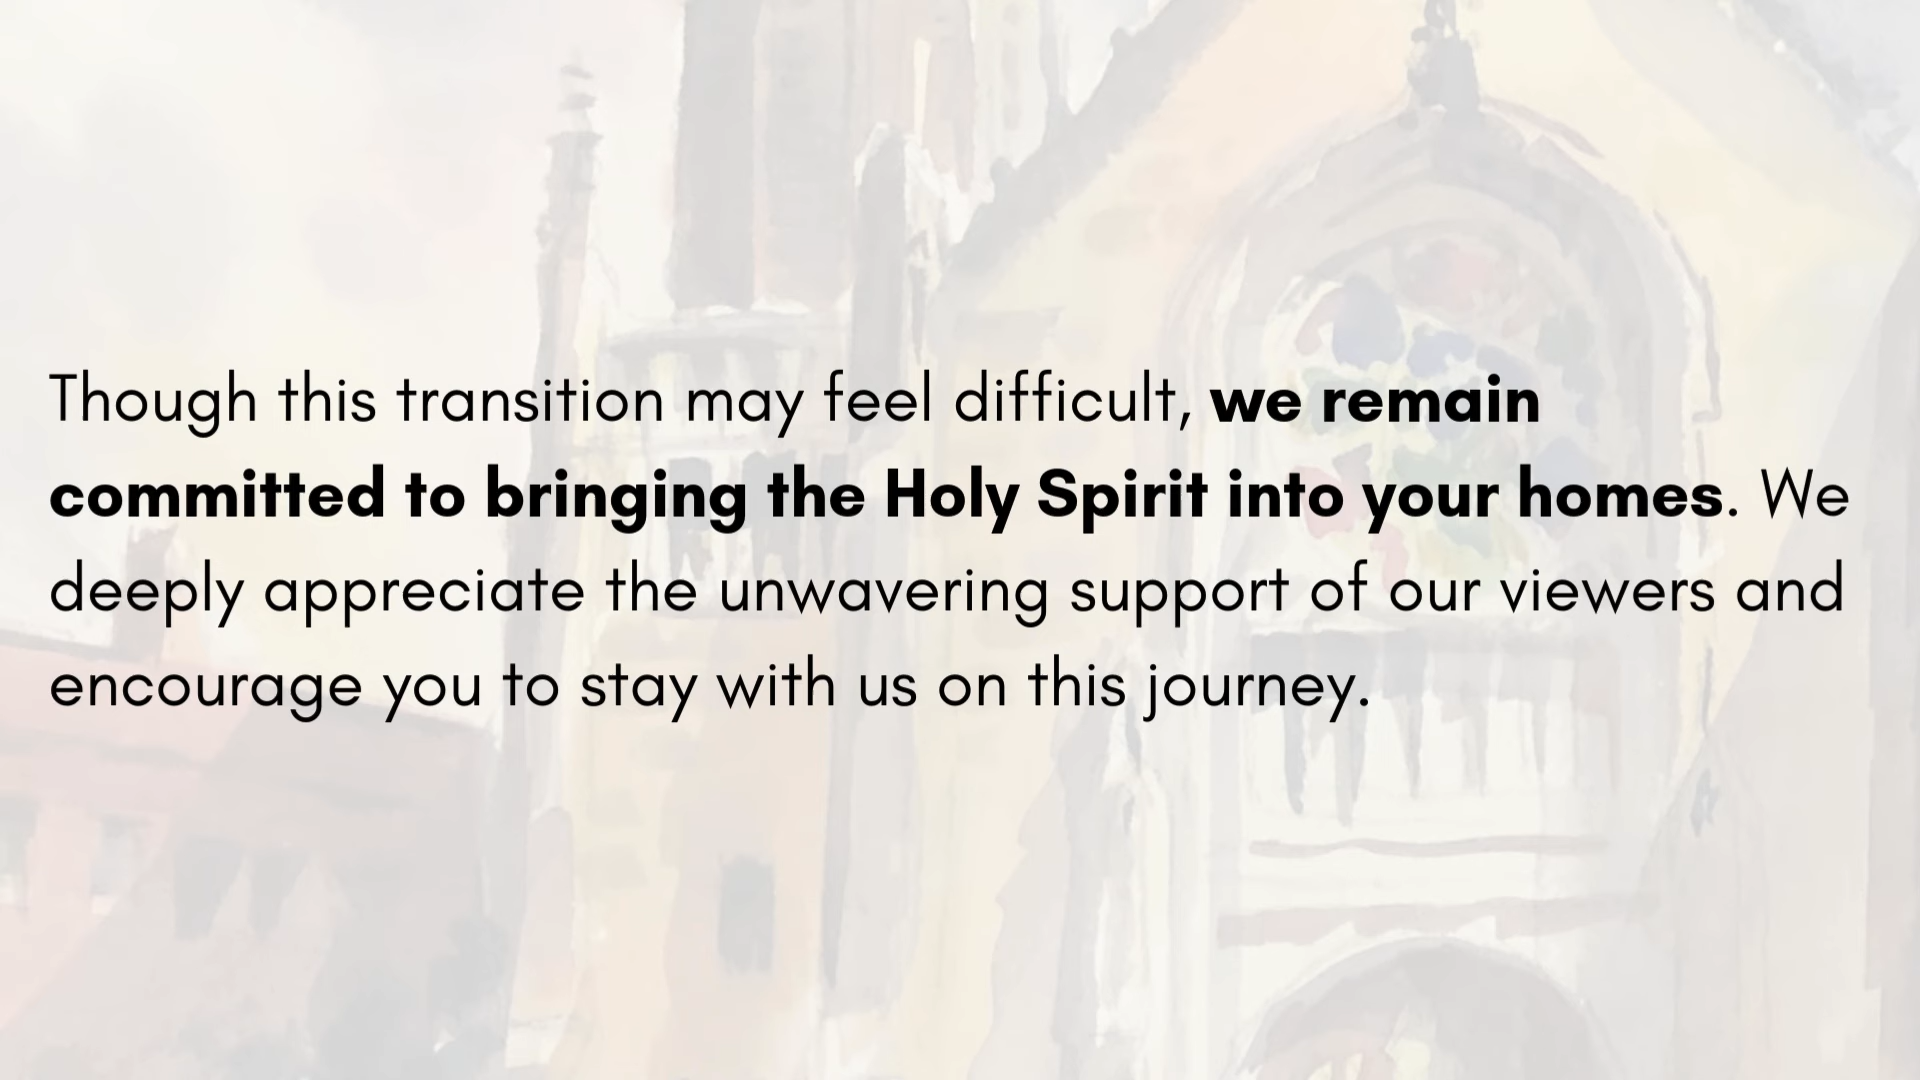 Though this transition may feel difficult, we remain
committed to bringing the Holy Spirit into your homes. We
deeply appreciate the unwavering support of our viewers and
encourage you to stay with us on this journey.